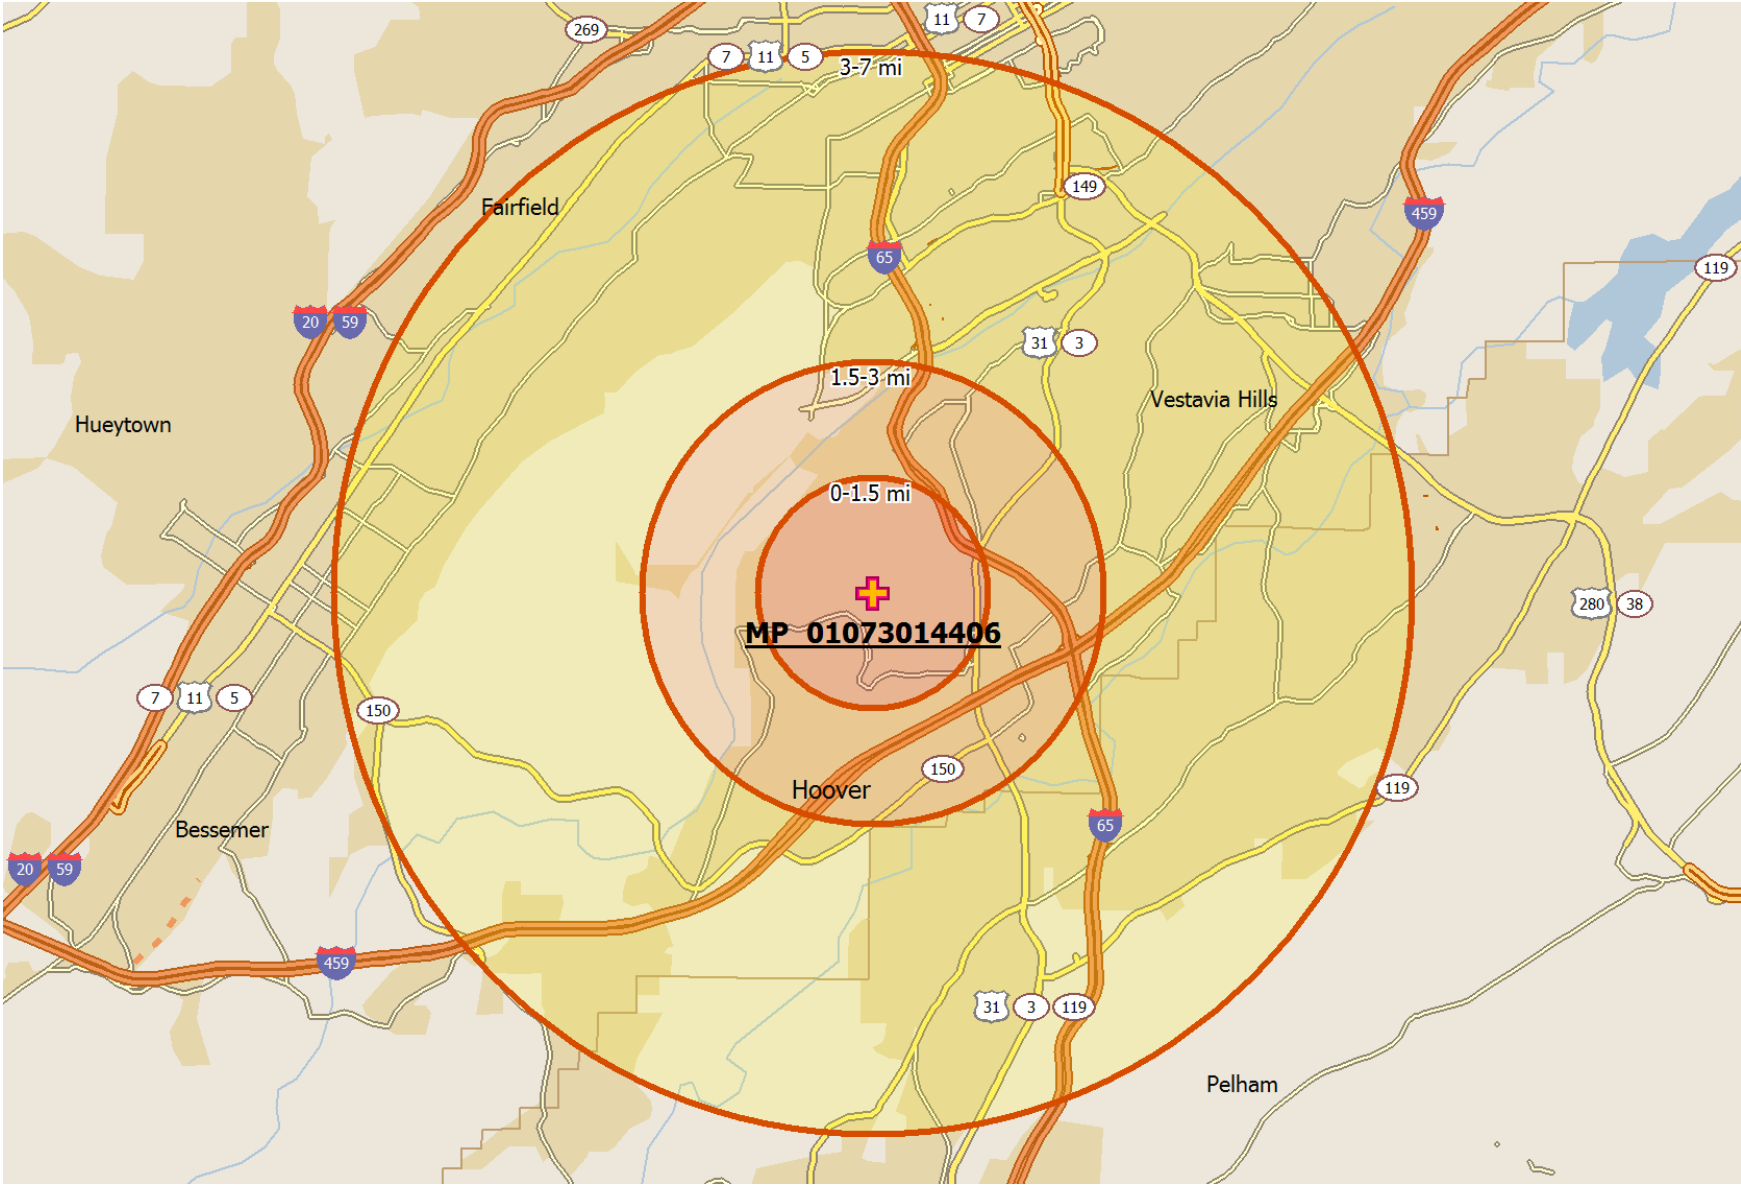 11 7
269
7 11 5
3-7 mi
149
Fairfield
459
65
119
20 59
31 3
1.5-3 mi
Vestavia Hills
Hueytown
0-1.5 mi
280 38
MP 01073014406
7 11 5
150
150
Hoover
119
65
Bessemer
20 59
459
31 3 119
Pelham